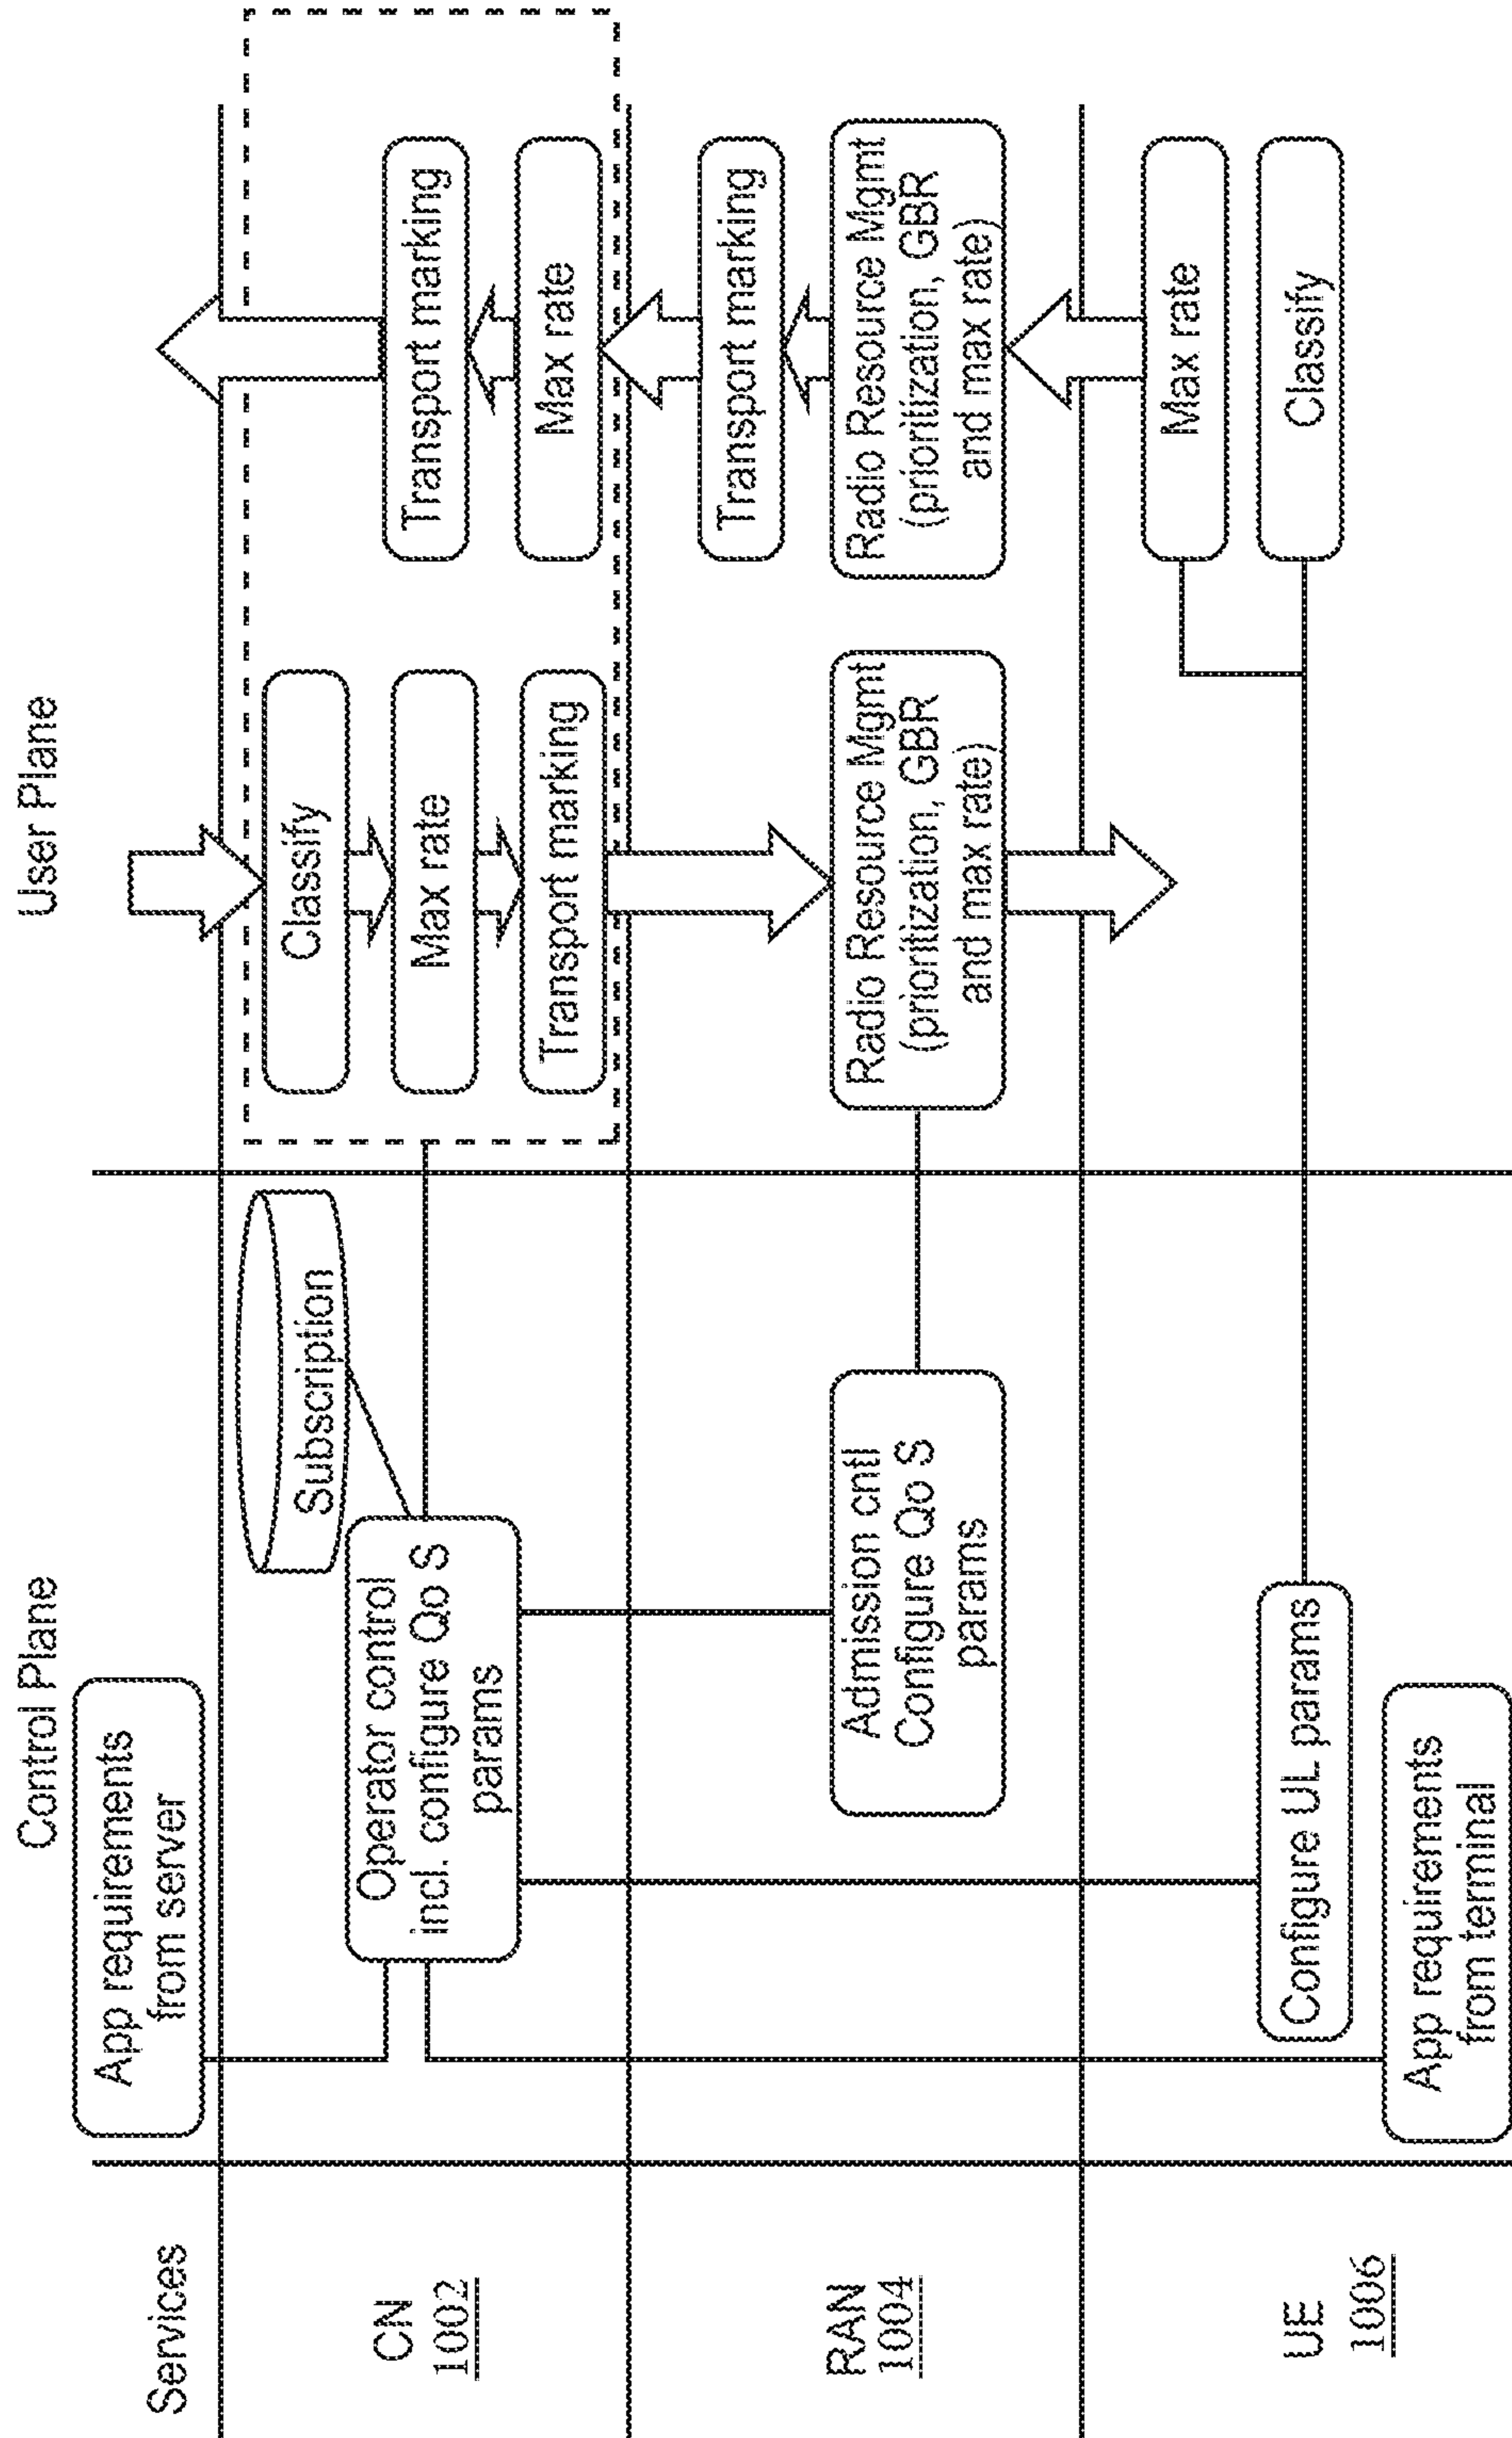 Control Plane
User Plane
Services
App requirements
from server
CN
1002
Operator control
incl. configure Qo S
params
Subscription
Classify
Max rate
Transport marking
Transport marking
Max rate
RAN
1004
Admission cntl
Configure Qo S
params
Radio Resource Mgmt
(prioritization, GBR
and max rate)
Transport marking
Radio Resource Mgmt
(prioritization, GBR
and max rate)
UE
1006
Configure UL params
App requirements
from terminal
Max rate
Classify